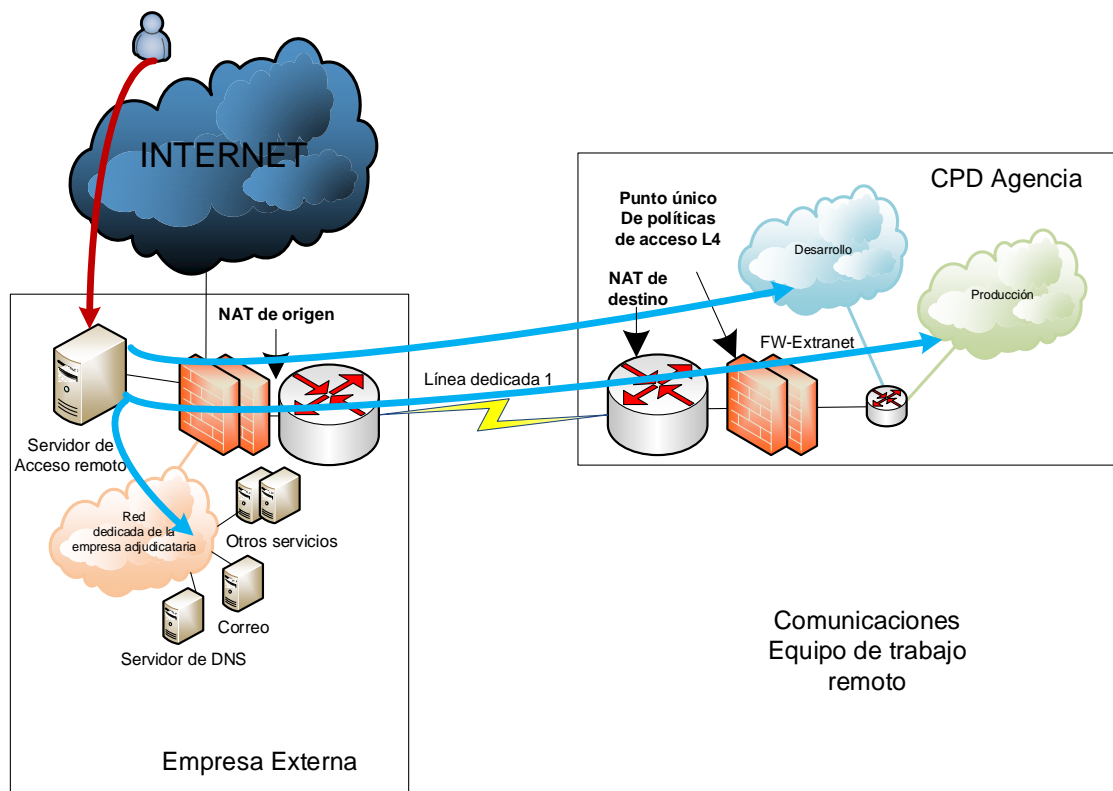 INTERNET
CPD Agencia
Punto único
De políticas
de acceso L4
NAT de
destino
Desarrollo
Producción
FW-Extranet
NAT de origen
Línea dedicada 1
Servidor de
Acceso remoto
Red
dedicada de la
empresa adjudicataria
Otros servicios
Correo
Servidor de DNS
Empresa Externa
Comunicaciones
Equipo de trabajo
remoto